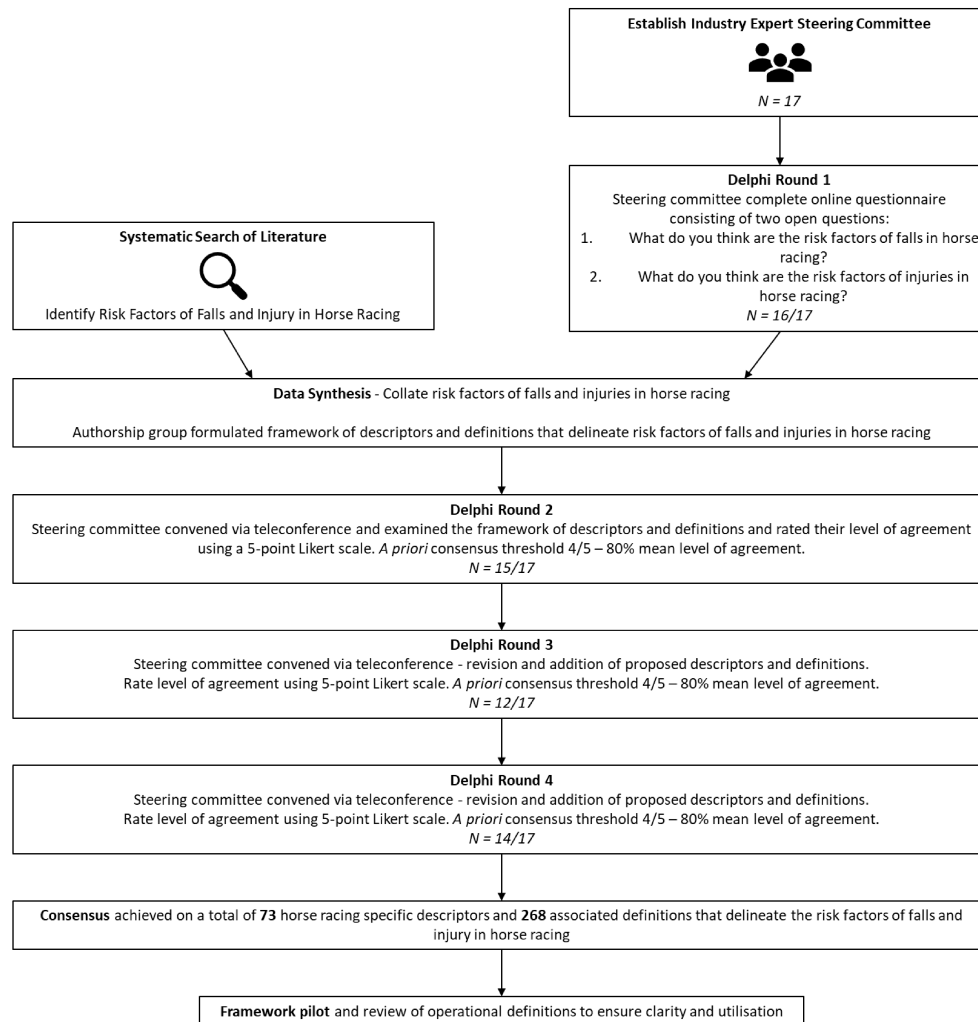 Establish Industry Expert Steering Committee
N = 17
Delphi Round 1
Steering committee complete online questionnaire
consisting of two open questions:
1. What do you think are the risk factors of falls in horse
racing?
2. What do you think are the risk factors of injuries in
horse racing?
N = 16/17
Systematic Search of Literature
Identify Risk Factors of Falls and Injury in Horse Racing
Data Synthesis - Collate risk factors of falls and injuries in horse racing
Authorship group formulated framework of descriptors and definitions that delineate risk factors of falls and injuries in horse racing
Delphi Round 2
Steering committee convened via teleconference and examined the framework of descriptors and definitions and rated their level of agreement
using a 5-point Likert scale. A priori consensus threshold 4/5 – 80% mean level of agreement.
N = 15/17
Delphi Round 3
Steering committee convened via teleconference - revision and addition of proposed descriptors and definitions.
Rate level of agreement using 5-point Likert scale. A priori consensus threshold 4/5 – 80% mean level of agreement.
N = 12/17
Delphi Round 4
Steering committee convened via teleconference - revision and addition of proposed descriptors and definitions.
Rate level of agreement using 5-point Likert scale. A priori consensus threshold 4/5 – 80% mean level of agreement.
N = 14/17
Consensus achieved on a total of 73 horse racing specific descriptors and 268 associated definitions that delineate the risk factors of falls and
injury in horse racing
Framework pilot and review of operational definitions to ensure clarity and utilisation